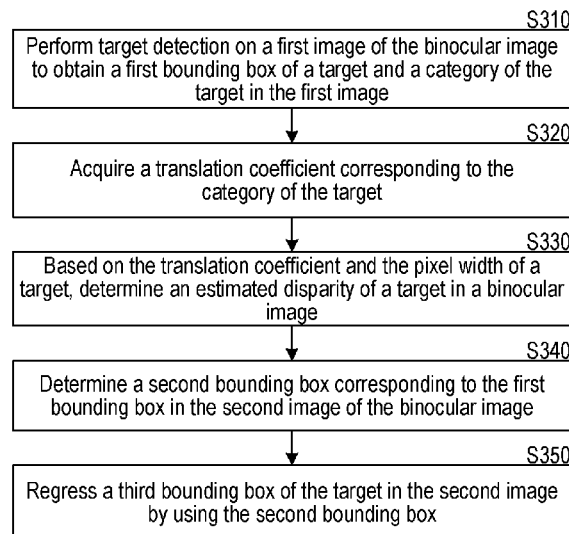 S310
Perform target detection on a first image of the binocular image
to obtain a first bounding box of a target and a category of the
target in the first image
S320
Acquire a translation coefficient corresponding to the
category of the target
S330
Based on the translation coefficient and the pixel width of a
target, determine an estimated disparity of a target in a binocular
image
S340
Determine a second bounding box corresponding to the first
bounding box in the second image of the binocular image
S350
Regress a third bounding box of the target in the second image
by using the second bounding box